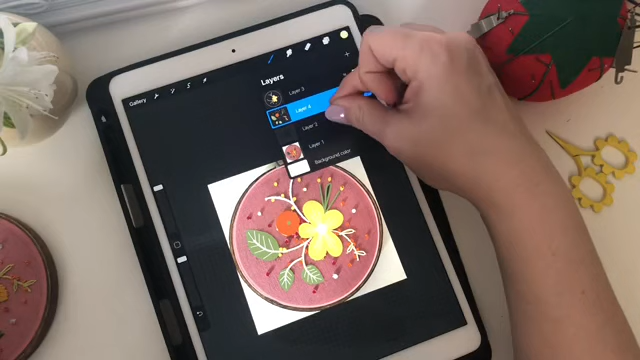 Gallery
Layers
Layer 3
Layer 4
Layer 2
Layer 1
Background color